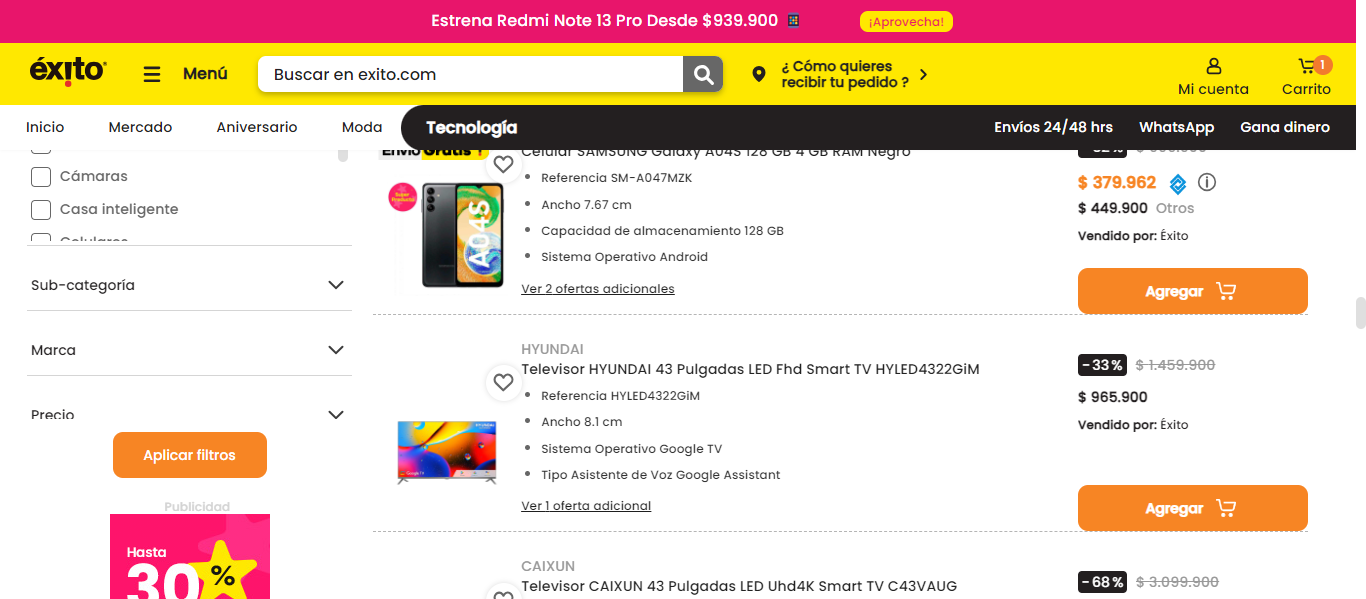 Estrena Redmi Note 13 Pro Desde $939.900
¡Aprovecha!
éxito
Menú
Buscar en exito.com
¿ Cómo quieres
recibir tu pedido ?
Mi cuenta
1
Carrito
Inicio
Mercado
Aniversario
Moda
Tecnología
Envíos 24/48 hrs
WhatsApp
Gana dinero
Cámaras
Casa inteligente
Celulares
Sub-categoría
Marca
Precio
Aplicar filtros
Publicidad
Hasta
30 %
Envío Gratis !
Celular SAMSUNG Galaxy A04S 128 GB 4 GB RAM Negro
Super
Producto
A04S
Referencia SM-A047MZK
Ancho 7.67 cm
Capacidad de almacenamiento 128 GB
Sistema Operativo Android
Ver 2 ofertas adicionales
$ 379.962
$ 449.900 Otros
Vendido por: Éxito
Agregar
HYUNDAI
Televisor HYUNDAI 43 Pulgadas LED Fhd Smart TV HYLED4322GiM
Referencia HYLED4322GiM
Ancho 8.1 cm
Sistema Operativo Google TV
Tipo Asistente de Voz Google Assistant
Ver 1 oferta adicional
-33% $ 1.459.900
$ 965.900
Vendido por: Éxito
Agregar
CAIXUN
Televisor CAIXUN 43 Pulgadas LED Uhd4K Smart TV C43VAUG
-68% $ 3.099.900